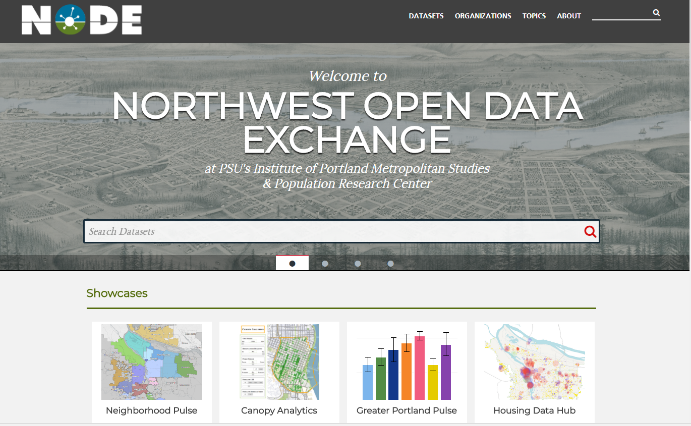 NODE
DATASETS ORGANIZATIONS TOPICS ABOUT
Welcome to
NORTHWEST OPEN DATA
EXCHANGE
at PSU's Institute of Portland Metropolitan Studies
& Population Research Center
Search Datasets
Showcases
Neighborhood Pulse Canopy Analytics Greater Portland Pulse Housing Data Hub